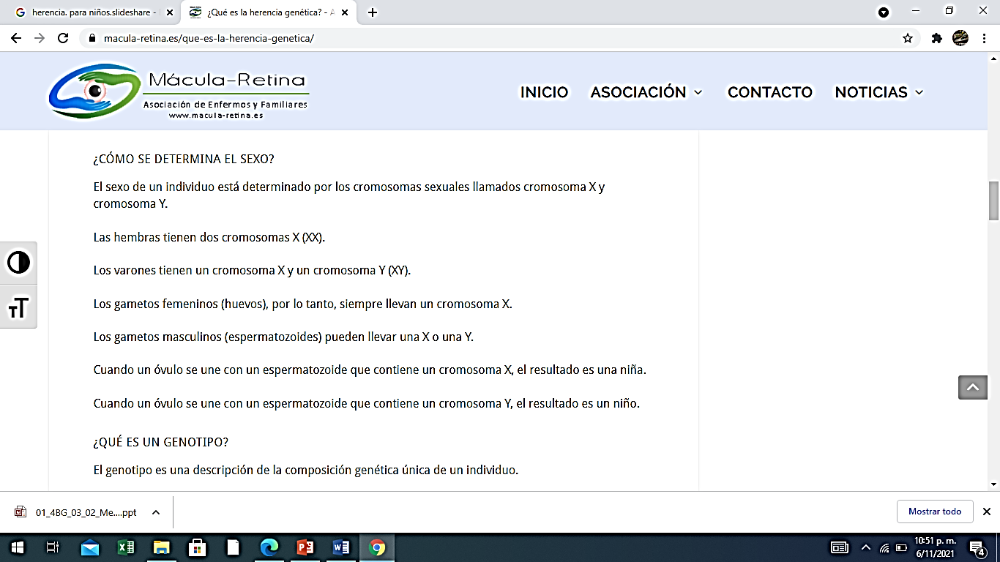 herencia. para niños.slideshare -
¿Qué es la herencia genética? - A
macula-retina.es/que-es-la-herencia-genetica/
Mácula-Retina
Asociación de Enfermos y Familiares
www.macula-retina.es
INICIO
ASOCIACIÓN
CONTACTO
NOTICIAS
¿CÓMO SE DETERMINA EL SEXO?
El sexo de un individuo está determinado por los cromosomas sexuales llamados cromosoma X y
cromosoma Y.
Las hembras tienen dos cromosomas X (XX).
Los varones tienen un cromosoma X y un cromosoma Y (XY).
Los gametos femeninos (huevos), por lo tanto, siempre llevan un cromosoma X.
Los gametos masculinos (espermatozoides) pueden llevar una X o una Y.
Cuando un óvulo se une con un espermatozoide que contiene un cromosoma X, el resultado es una niña.
Cuando un óvulo se une con un espermatozoide que contiene un cromosoma Y, el resultado es un niño.
¿QUÉ ES UN GENOTIPO?
El genotipo es una descripción de la composición genética única de un individuo.
TT
01_4BG_03_02_Me....ppt
Mostrar todo
10:51 p. m.
6/11/2021
4